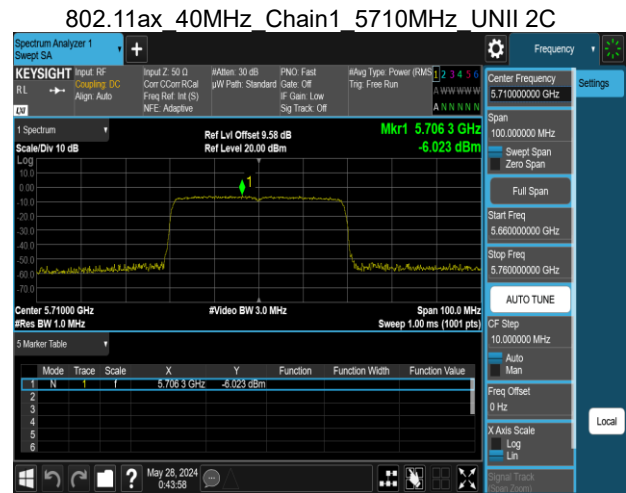 802.11ax_40MHz_Chain1_5710MHz_UNII 2C
Spectrum Analyzer 1
Swept SA
Frequency
KEYSIGHT
RL
LXI
Input: RF
Coupling: DC
Align: Auto
Input Z: 50 Ω
Corr CCorr RCal
Freq Ref: Int (S)
NFE: Adaptive
#Atten: 30 dB
µW Path: Standard
PNO: Fast
Gate: Off
IF Gain: Low
Sig Track: Off
#Avg Type: Power (RMS
Trig: Free Run
1 2 3 4 5 6
A W W W W W
A N N N N N
Center Frequency
5.710000000 GHz
Settings
Span
100.000000 MHz
Swept Span
Zero Span
Full Span
Start Freq
5.660000000 GHz
Stop Freq
5.760000000 GHz
AUTO TUNE
CF Step
10.000000 MHz
Auto
Man
Freq Offset
0 Hz
X Axis Scale
Log
Lin
Local
Signal Track
(Span Zoom)
1 Spectrum
Scale/Div 10 dB
Ref Lvl Offset 9.58 dB
Ref Level 20.00 dBm
Mkr1 5.706 3 GHz
-6.023 dBm
Log
10.0
0.00
-10.0
-20.0
-30.0
-40.0
-50.0
-60.0
-70.0
1
Center 5.71000 GHz
#Video BW 3.0 MHz
Span 100.0 MHz
#Res BW 1.0 MHz
Sweep 1.00 ms (1001 pts)
5 Marker Table
Mode Trace Scale X Y Function Function Width Function Value
1 N 1 f 5.706 3 GHz -6.023 dBm
2
3
4
5
6
May 28, 2024
0:43:58